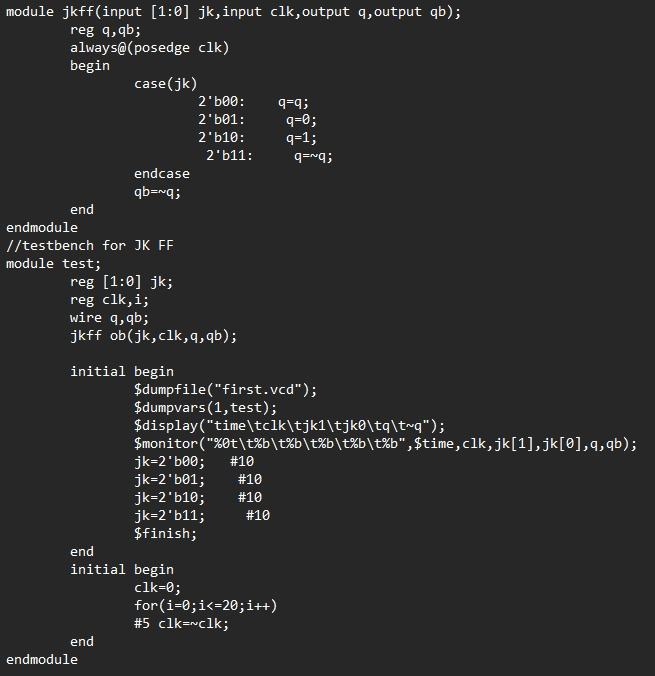 module jkff(input [1:0] jk,input clk,output q,output qb);
reg q,qb;
always@(posedge clk)
begin
case(jk)
2'b00: q=q;
2'b01: q=0;
2'b10: q=1;
2'b11: q=~q;
endcase
qb=~q;
end
endmodule
//testbench for JK FF
module test;
reg [1:0] jk;
reg clk,i;
wire q,qb;
jkff ob(jk,clk,q,qb);
initial begin
$dumpfile("first.vcd");
$dumpvars(1,test);
$display("time\tclk\tjk1\tjk0\tq\t~q");
$monitor("%0t\t%b\t%b\t%b\t%b\t%b",$time,clk,jk[1],jk[0],q,qb);
jk=2'b00; #10
jk=2'b01; #10
jk=2'b10; #10
jk=2'b11; #10
$finish;
end
initial begin
clk=0;
for(i=0;i<=20;i++)
#5 clk=~clk;
end
endmodule